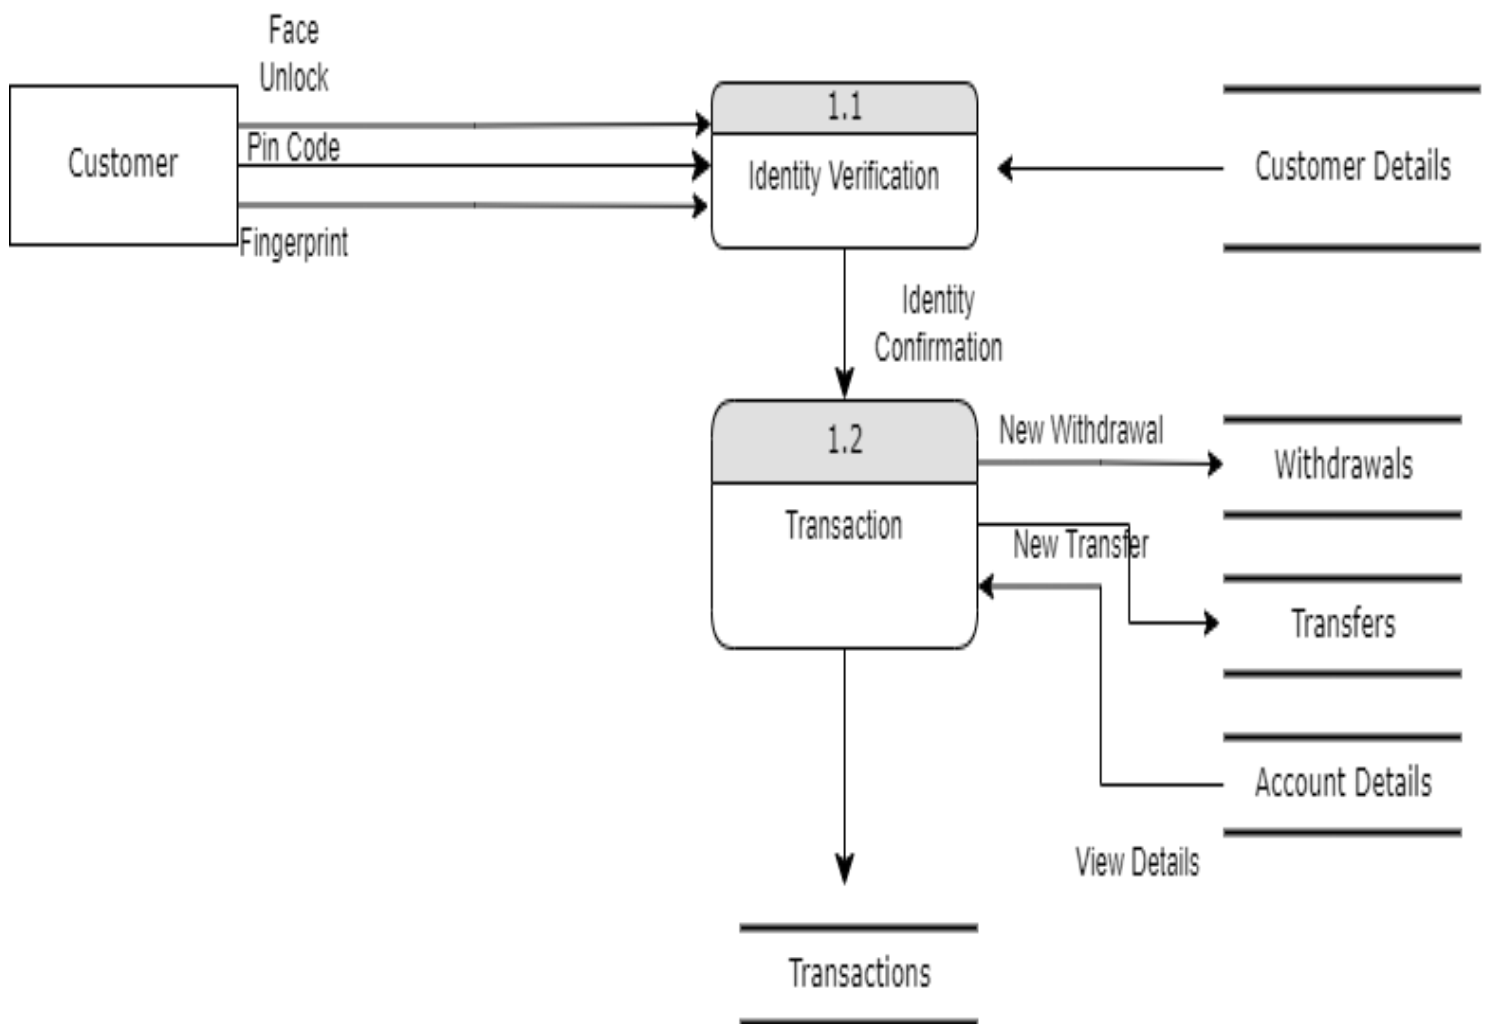 Face
Unlock
1.1
Pin Code
Customer
Identity Verification
Customer Details
Fingerprint
Identity
Confirmation
1.2
New Withdrawal
Withdrawals
Transaction
New Transfer
Transfers
Account Details
View Details
Transactions